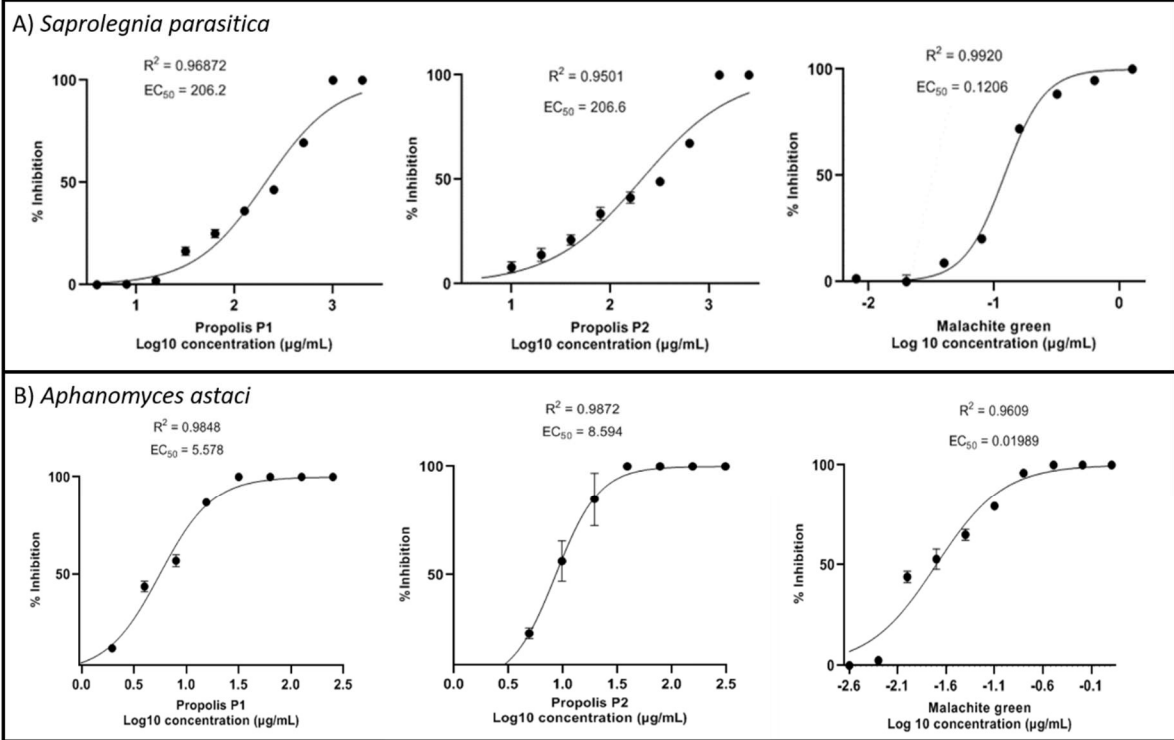 A) Saprolegnia parasitica
R² = 0.96872
EC₅₀ = 206.2
% Inhibition
100
50
0
1 2 3
Propolis P1
Log10 concentration (µg/mL)
R² = 0.9501
EC₅₀ = 206.6
% Inhibition
100
50
0
1 2 3
Propolis P2
Log10 concentration (µg/mL)
R² = 0.9920
EC₅₀ = 0.1206
% Inhibition
100
50
0
-2 -1 0
Malachite green
Log 10 concentration (µg/mL)
B) Aphanomyces astaci
R² = 0.9848
EC₅₀ = 5.578
% Inhibition
100
50
0.0 0.5 1.0 1.5 2.0 2.5
Propolis P1
Log10 concentration (µg/mL)
R² = 0.9872
EC₅₀ = 8.594
% Inhibition
100
50
0.0 0.5 1.0 1.5 2.0 2.5
Propolis P2
Log10 concentration (µg/mL)
R² = 0.9609
EC₅₀ = 0.01989
% Inhibition
100
50
0
-2.6 -2.1 -1.6 -1.1 -0.6 -0.1
Malachite green
Log 10 concentration (µg/mL)